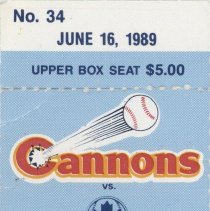 No. 34
JUNE 16, 1989
UPPER BOX SEAT $5.00
Cannons
VS.